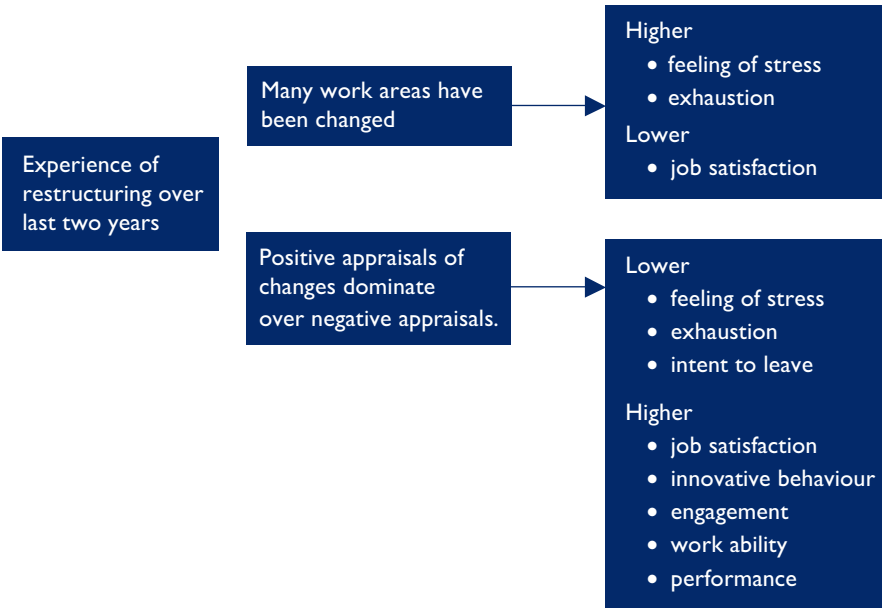 Experience of
restructuring over
last two years
Many work areas have
been changed
Higher
• feeling of stress
• exhaustion
Lower
• job satisfaction
Positive appraisals of
changes dominate
over negative appraisals.
Lower
• feeling of stress
• exhaustion
• intent to leave
Higher
• job satisfaction
• innovative behaviour
• engagement
• work ability
• performance